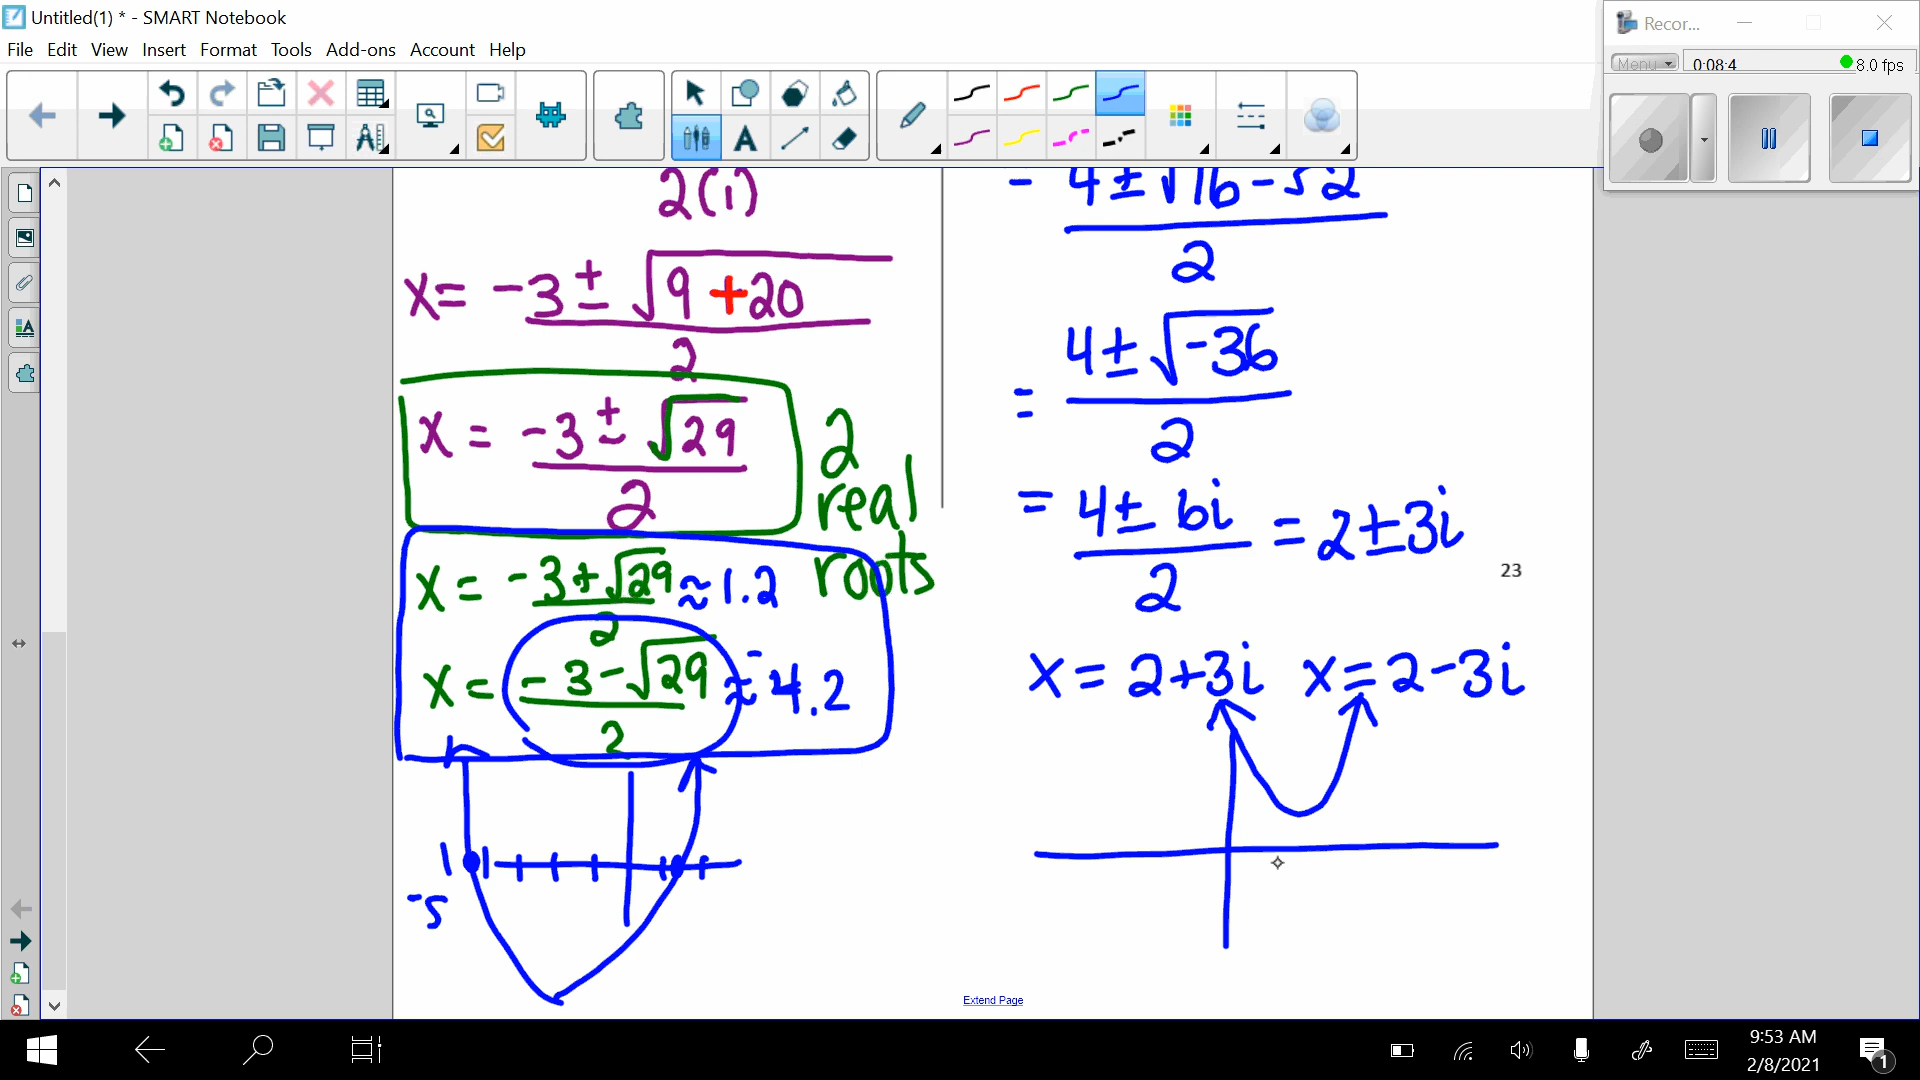 Untitled(1) * - SMART Notebook
File Edit View Insert Format Tools Add-ons Account Help
Recor...
Menu
0:08:4
8.0 fps
2(1)
x = -3 ± √9 + 20
2
x = -3 ± √29
2
2
real
roots
x = -3 + √29 ≈ 1.2
2
x = -3 - √29 ≈ -4.2
2
-5
= 4 ± √16 - 52
2
= 4 ± √-36
2
= 4 ± 6i = 2 ± 3i
2
23
x = 2+3i x = 2-3i
Extend Page
9:53 AM
2/8/2021
1